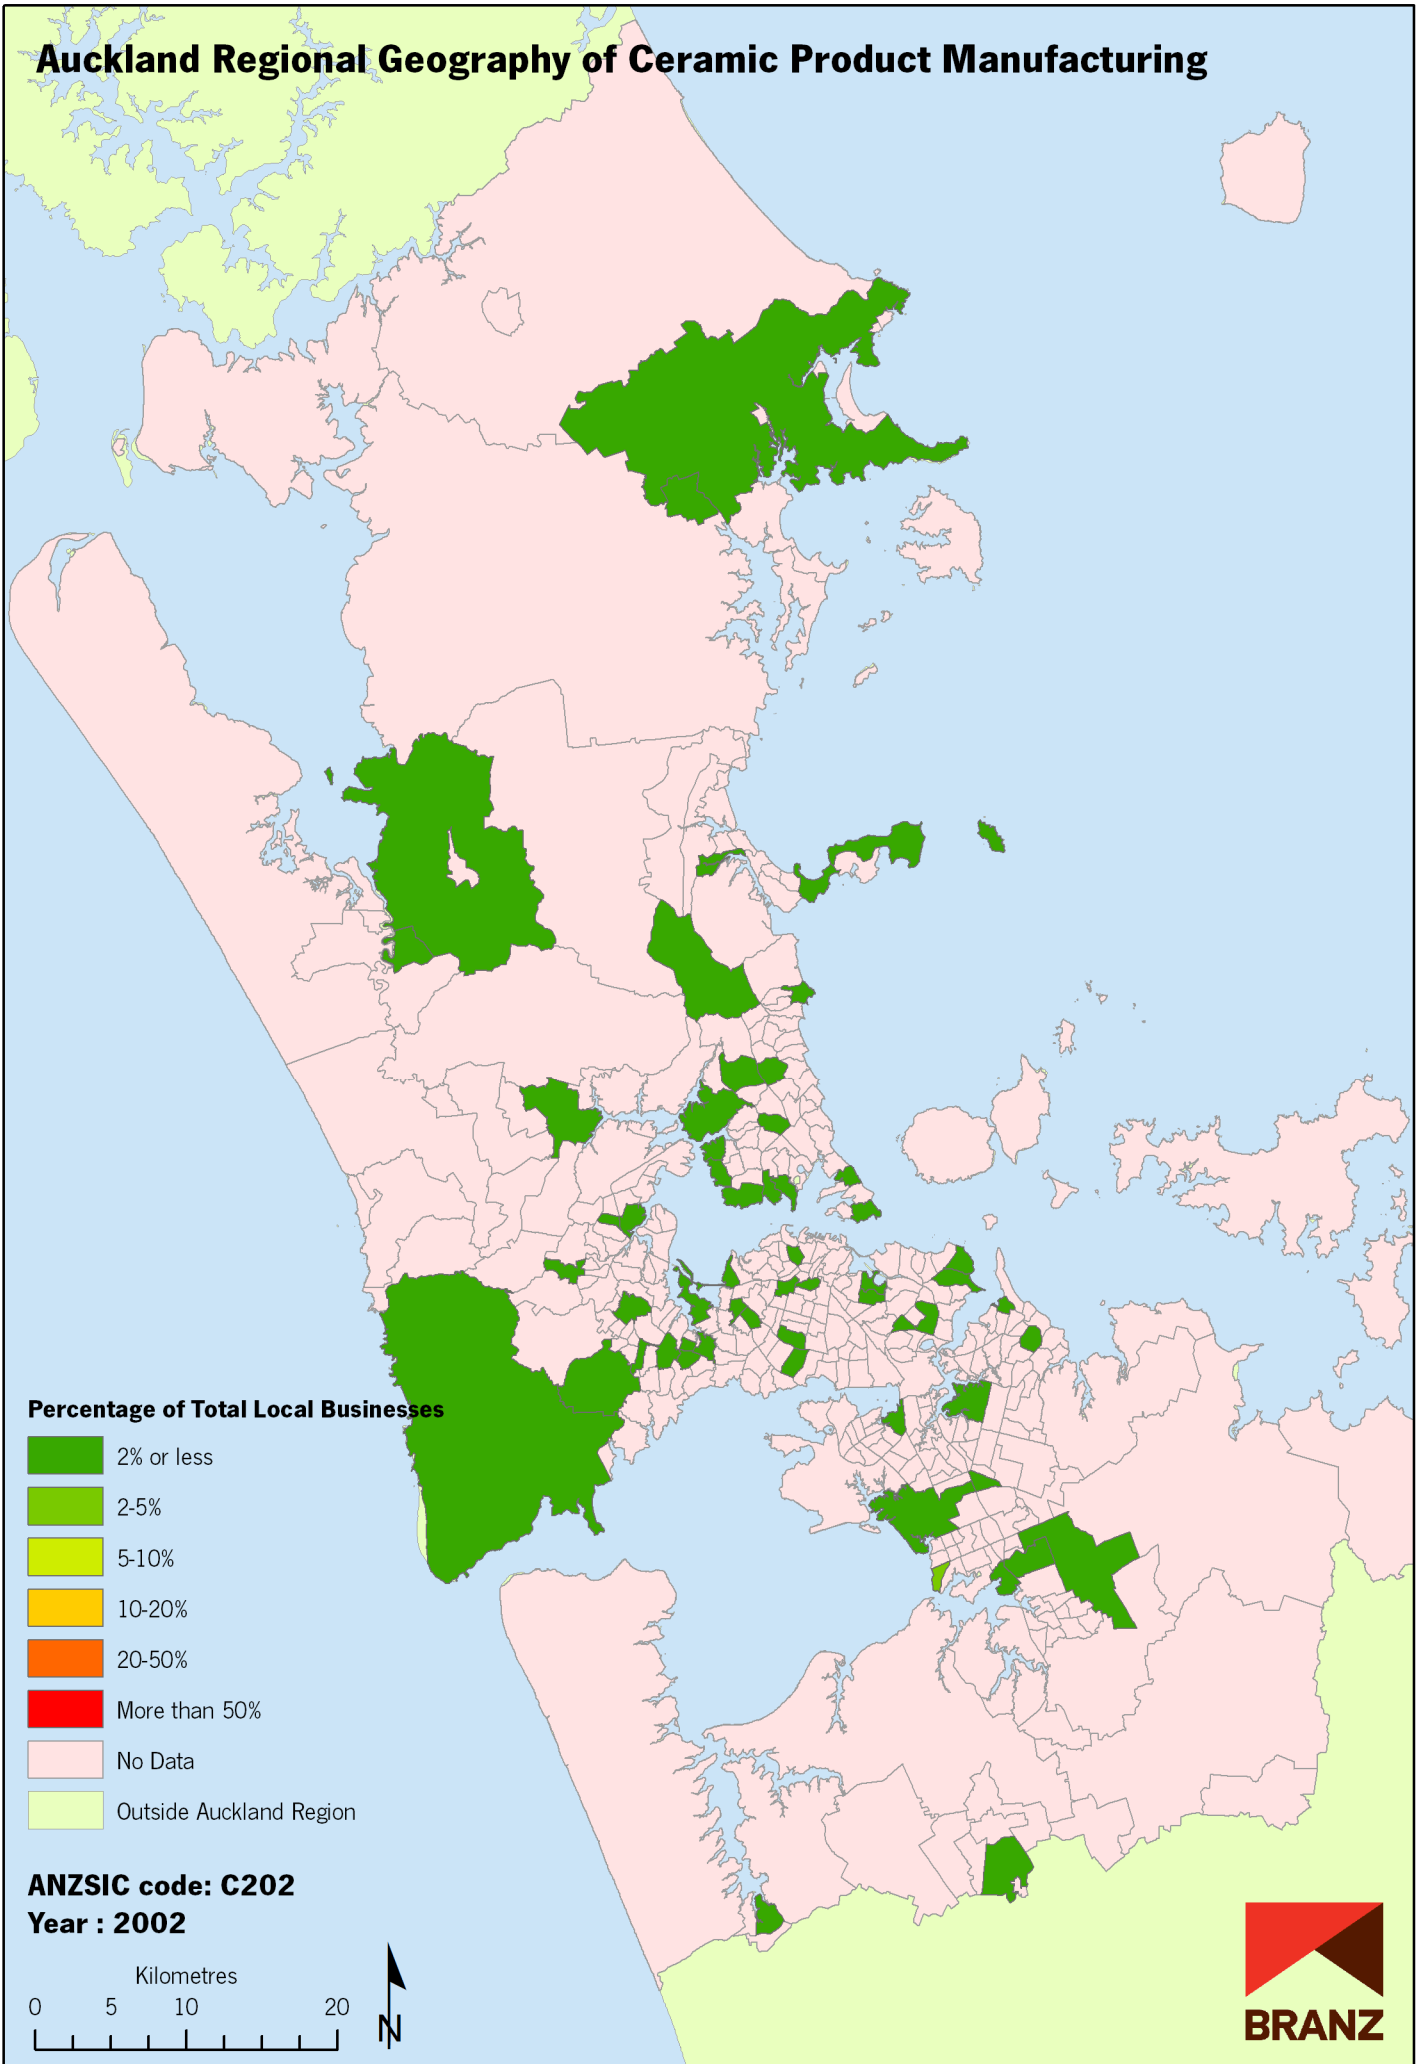 Auckland Regional Geography of Ceramic Product Manufacturing
Percentage of Total Local Businesses
2% or less
2-5%
5-10%
10-20%
20-50%
More than 50%
No Data
Outside Auckland Region
ANZSIC code: C202
Year : 2002
Kilometres
0 5 10 20
N
BRANZ